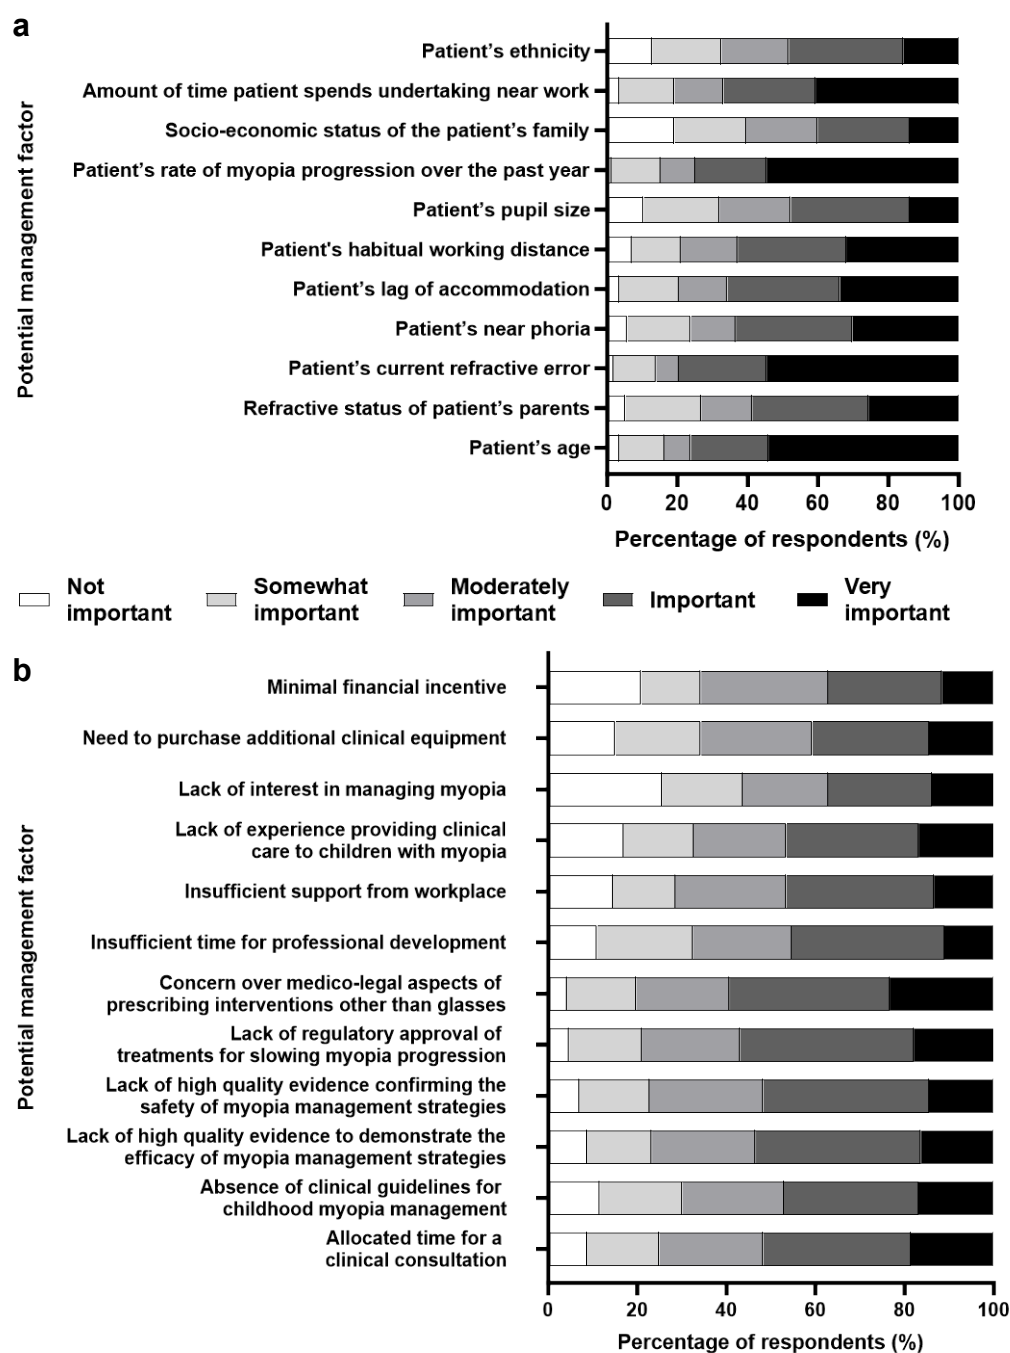 a
Potential management factor
Patient’s ethnicity
Amount of time patient spends undertaking near work
Socio-economic status of the patient’s family
Patient’s rate of myopia progression over the past year
Patient’s pupil size
Patient's habitual working distance
Patient’s lag of accommodation
Patient’s near phoria
Patient’s current refractive error
Refractive status of patient’s parents
Patient’s age
0 20 40 60 80 100
Percentage of respondents (%)
Not
important
Somewhat
important
Moderately
important
Important
Very
important
b
Potential management factor
Minimal financial incentive
Need to purchase additional clinical equipment
Lack of interest in managing myopia
Lack of experience providing clinical
care to children with myopia
Insufficient support from workplace
Insufficient time for professional development
Concern over medico-legal aspects of
prescribing interventions other than glasses
Lack of regulatory approval of
treatments for slowing myopia progression
Lack of high quality evidence confirming the
safety of myopia management strategies
Lack of high quality evidence to demonstrate the
efficacy of myopia management strategies
Absence of clinical guidelines for
childhood myopia management
Allocated time for a
clinical consultation
0 20 40 60 80 100
Percentage of respondents (%)